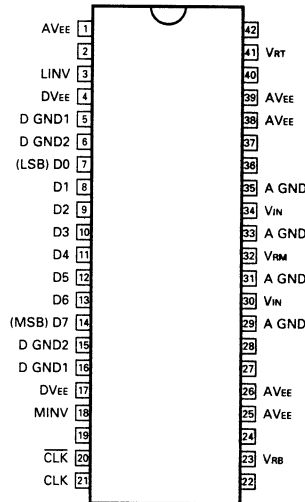 AVEE 1 42
2 41 VRT
LINV 3 40
DVEE 4 39 AVEE
D GND1 5 38 AVEE
D GND2 6 37
(LSB) D0 7 36
D1 8 35 A GND
D2 9 34 VIN
D3 10 33 A GND
D4 11 32 VRM
D5 12 31 A GND
D6 13 30 VIN
(MSB) D7 14 29 A GND
D GND2 15 28
D GND1 16 27
DVEE 17 26 AVEE
MINV 18 25 AVEE
19 24
CLK 20 23 VRB
CLK 21 22